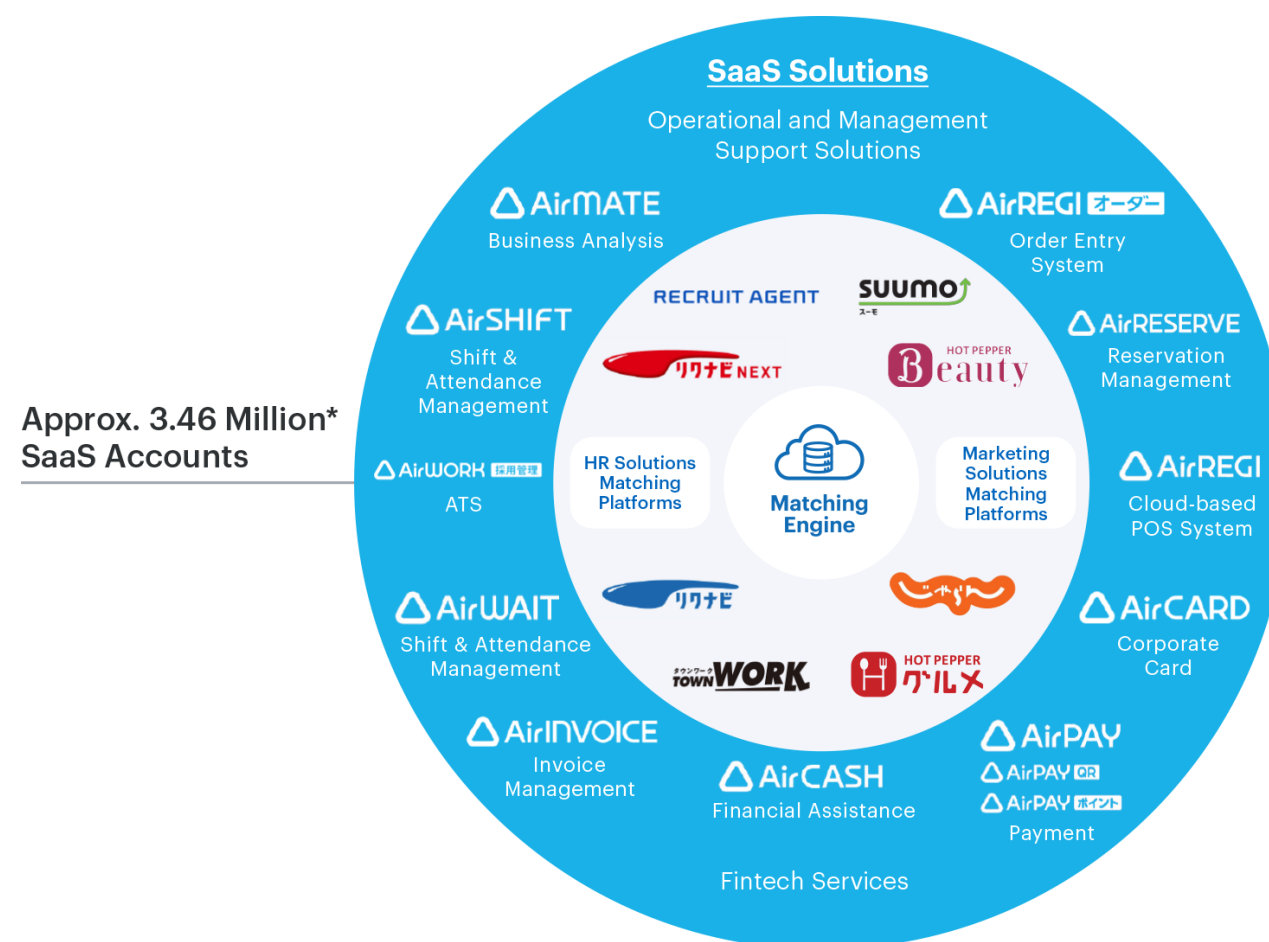 SaaS Solutions
Operational and Management
Support Solutions
AirMATE
Business Analysis
AirREGI オーダー
Order Entry
System
RECRUIT AGENT
SUUMO
スーモ
AirSHIFT
Shift &
Attendance
Management
AirRESERVE
Reservation
Management
リクナビNEXT
HOT PEPPER
Beauty
Approx. 3.46 Million*
SaaS Accounts
AirWORK 採用管理
ATS
HR Solutions
Matching
Platforms
Matching
Engine
Marketing
Solutions
Matching
Platforms
AirREGI
Cloud-based
POS System
AirWAIT
Shift & Attendance
Management
リクナビ
じゃらん
AirCARD
Corporate
Card
タウンワーク
TOWNWORK
HOT PEPPER
グルメ
AirINVOICE
Invoice
Management
AirCASH
Financial Assistance
AirPAY
AirPAY QR
AirPAY ポイント
Payment
Fintech Services